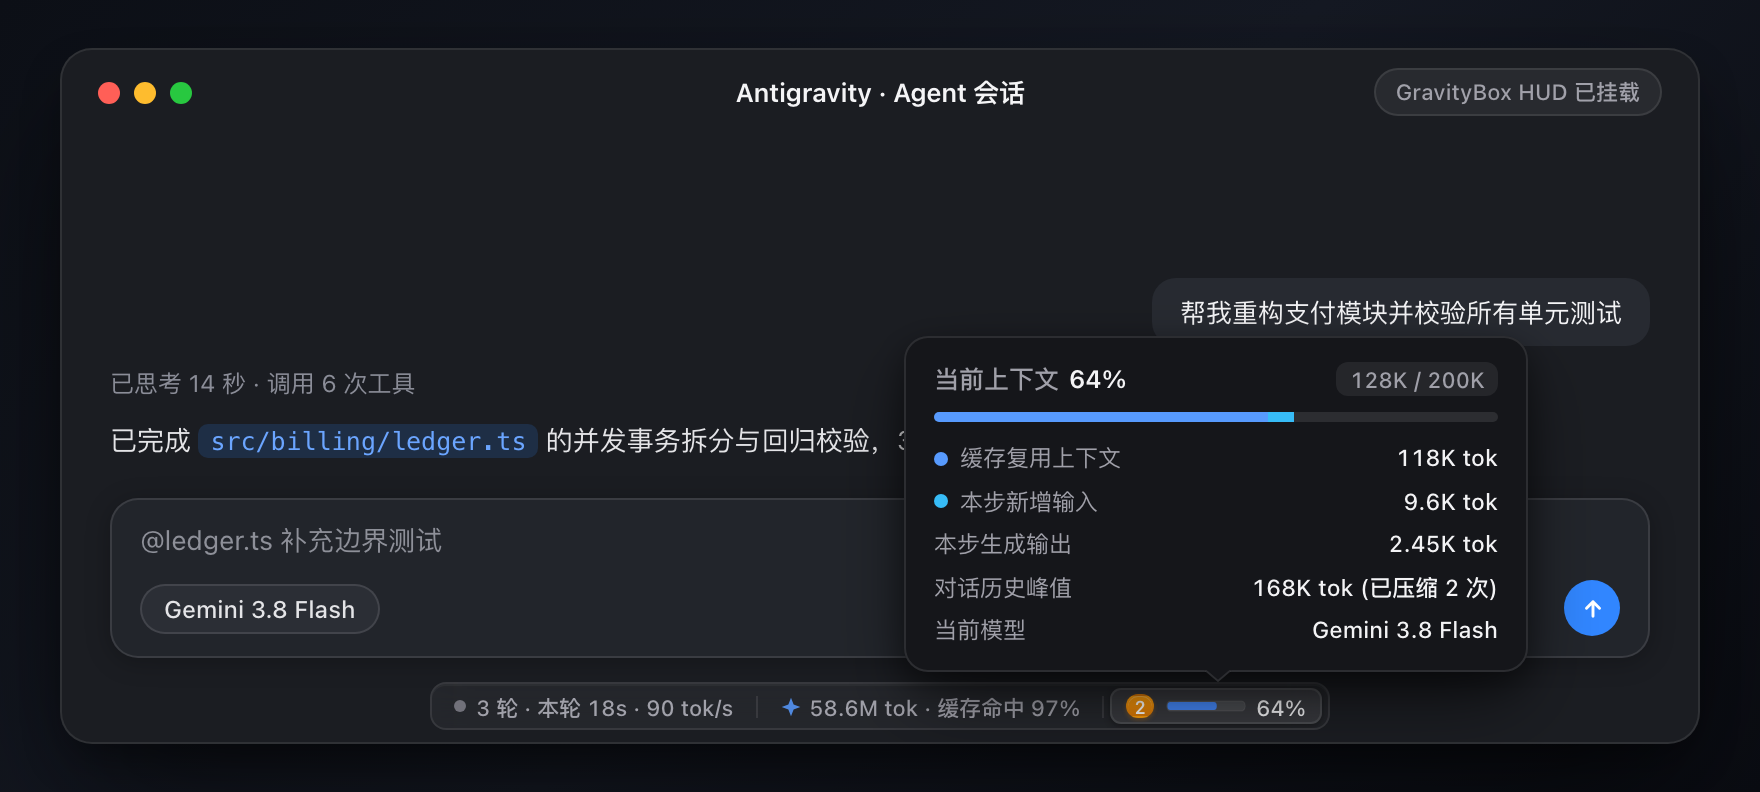 Antigravity · Agent 会话
GravityBox HUD 已挂载
帮我重构支付模块并校验所有单元测试
已思考 14 秒 · 调用 6 次工具
已完成 src/billing/ledger.ts 的并发事务拆分与回归校验，
当前上下文 64%
128K / 200K
缓存复用上下文 118K tok
本步新增输入 9.6K tok
本步生成输出 2.45K tok
对话历史峰值 168K tok (已压缩 2 次)
当前模型 Gemini 3.8 Flash
@ledger.ts 补充边界测试
Gemini 3.8 Flash
3 轮 · 本轮 18s · 90 tok/s
58.6M tok · 缓存命中 97%
2 64%